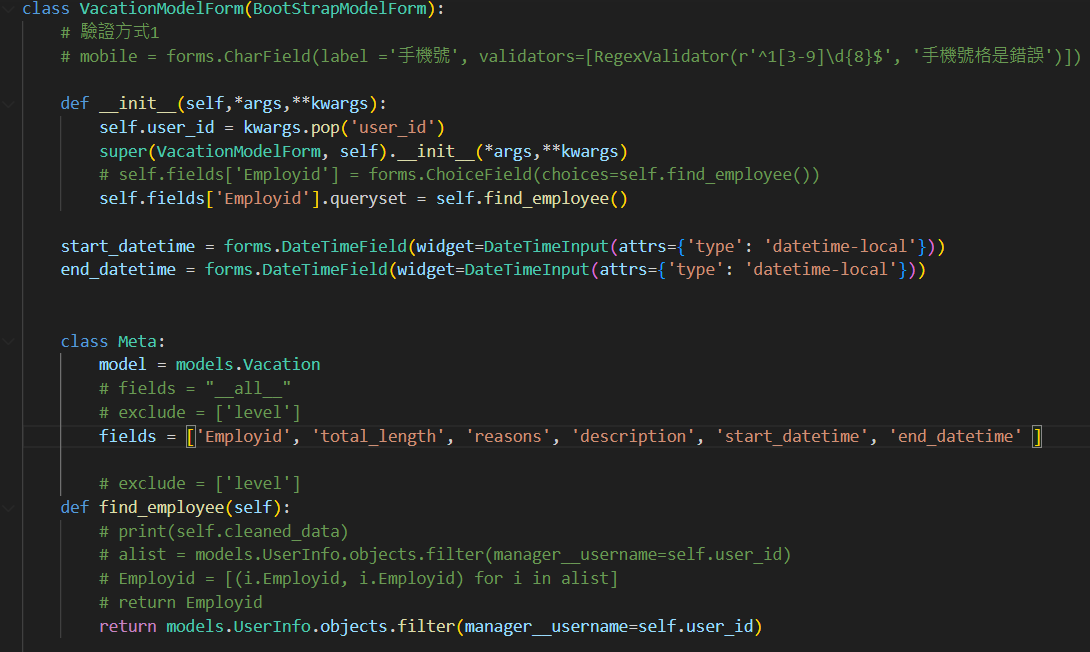 class VacationModelForm(BootStrapModelForm):
    # 驗證方式1
    # mobile = forms.CharField(label ='手機號', validators=[RegexValidator(r'^1[3-9]\d{8}$', '手機號格是錯誤')])
    def __init__(self,*args,**kwargs):
        self.user_id = kwargs.pop('user_id')
        super(VacationModelForm, self).__init__(*args,**kwargs)
        # self.fields['Employid'] = forms.ChoiceField(choices=self.find_employee())
        self.fields['Employid'].queryset = self.find_employee()
    start_datetime = forms.DateTimeField(widget=DateTimeInput(attrs={'type': 'datetime-local'}))
    end_datetime = forms.DateTimeField(widget=DateTimeInput(attrs={'type': 'datetime-local'}))
    class Meta:
        model = models.Vacation
        # fields = "__all__"
        # exclude = ['level']
        fields = ['Employid', 'total_length', 'reasons', 'description', 'start_datetime', 'end_datetime' ]
        # exclude = ['level']
    def find_employee(self):
        # print(self.cleaned_data)
        # alist = models.UserInfo.objects.filter(manager__username=self.user_id)
        # Employid = [(i.Employid, i.Employid) for i in alist]
        # return Employid
        return models.UserInfo.objects.filter(manager__username=self.user_id)